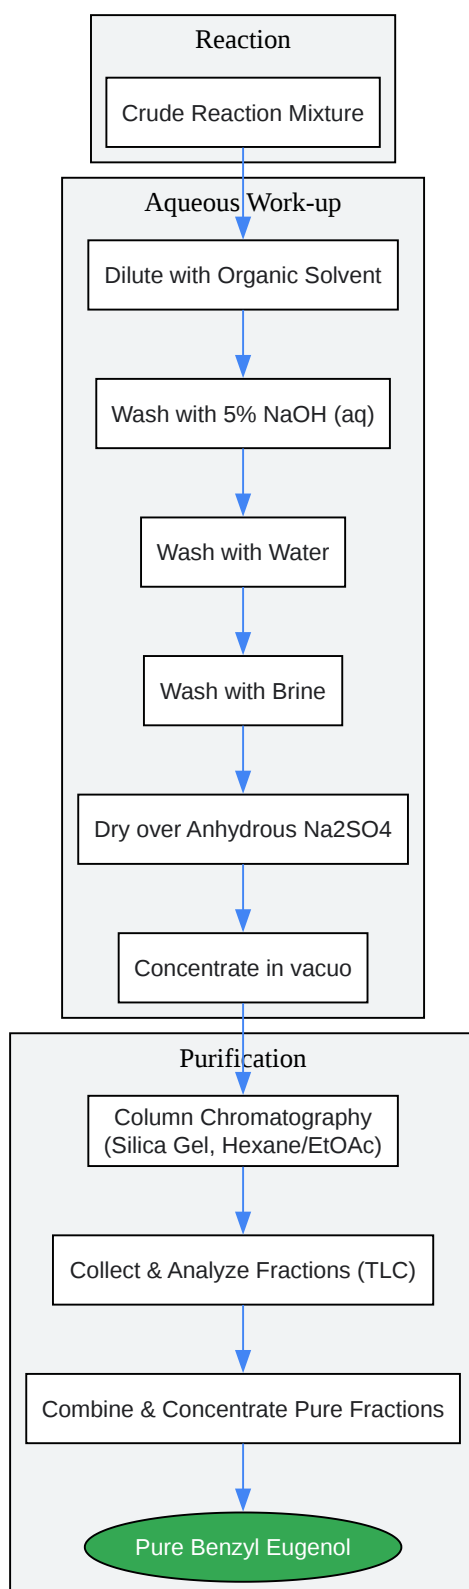 Reaction
Crude Reaction Mixture
Aqueous Work-up
Dilute with Organic Solvent
Wash with 5% NaOH (aq)
Wash with Water
Wash with Brine
Dry over Anhydrous Na2SO4
Concentrate in vacuo
Purification
Column Chromatography
(Silica Gel, Hexane/EtOAc)
Collect & Analyze Fractions (TLC)
Combine & Concentrate Pure Fractions
Pure Benzyl Eugenol